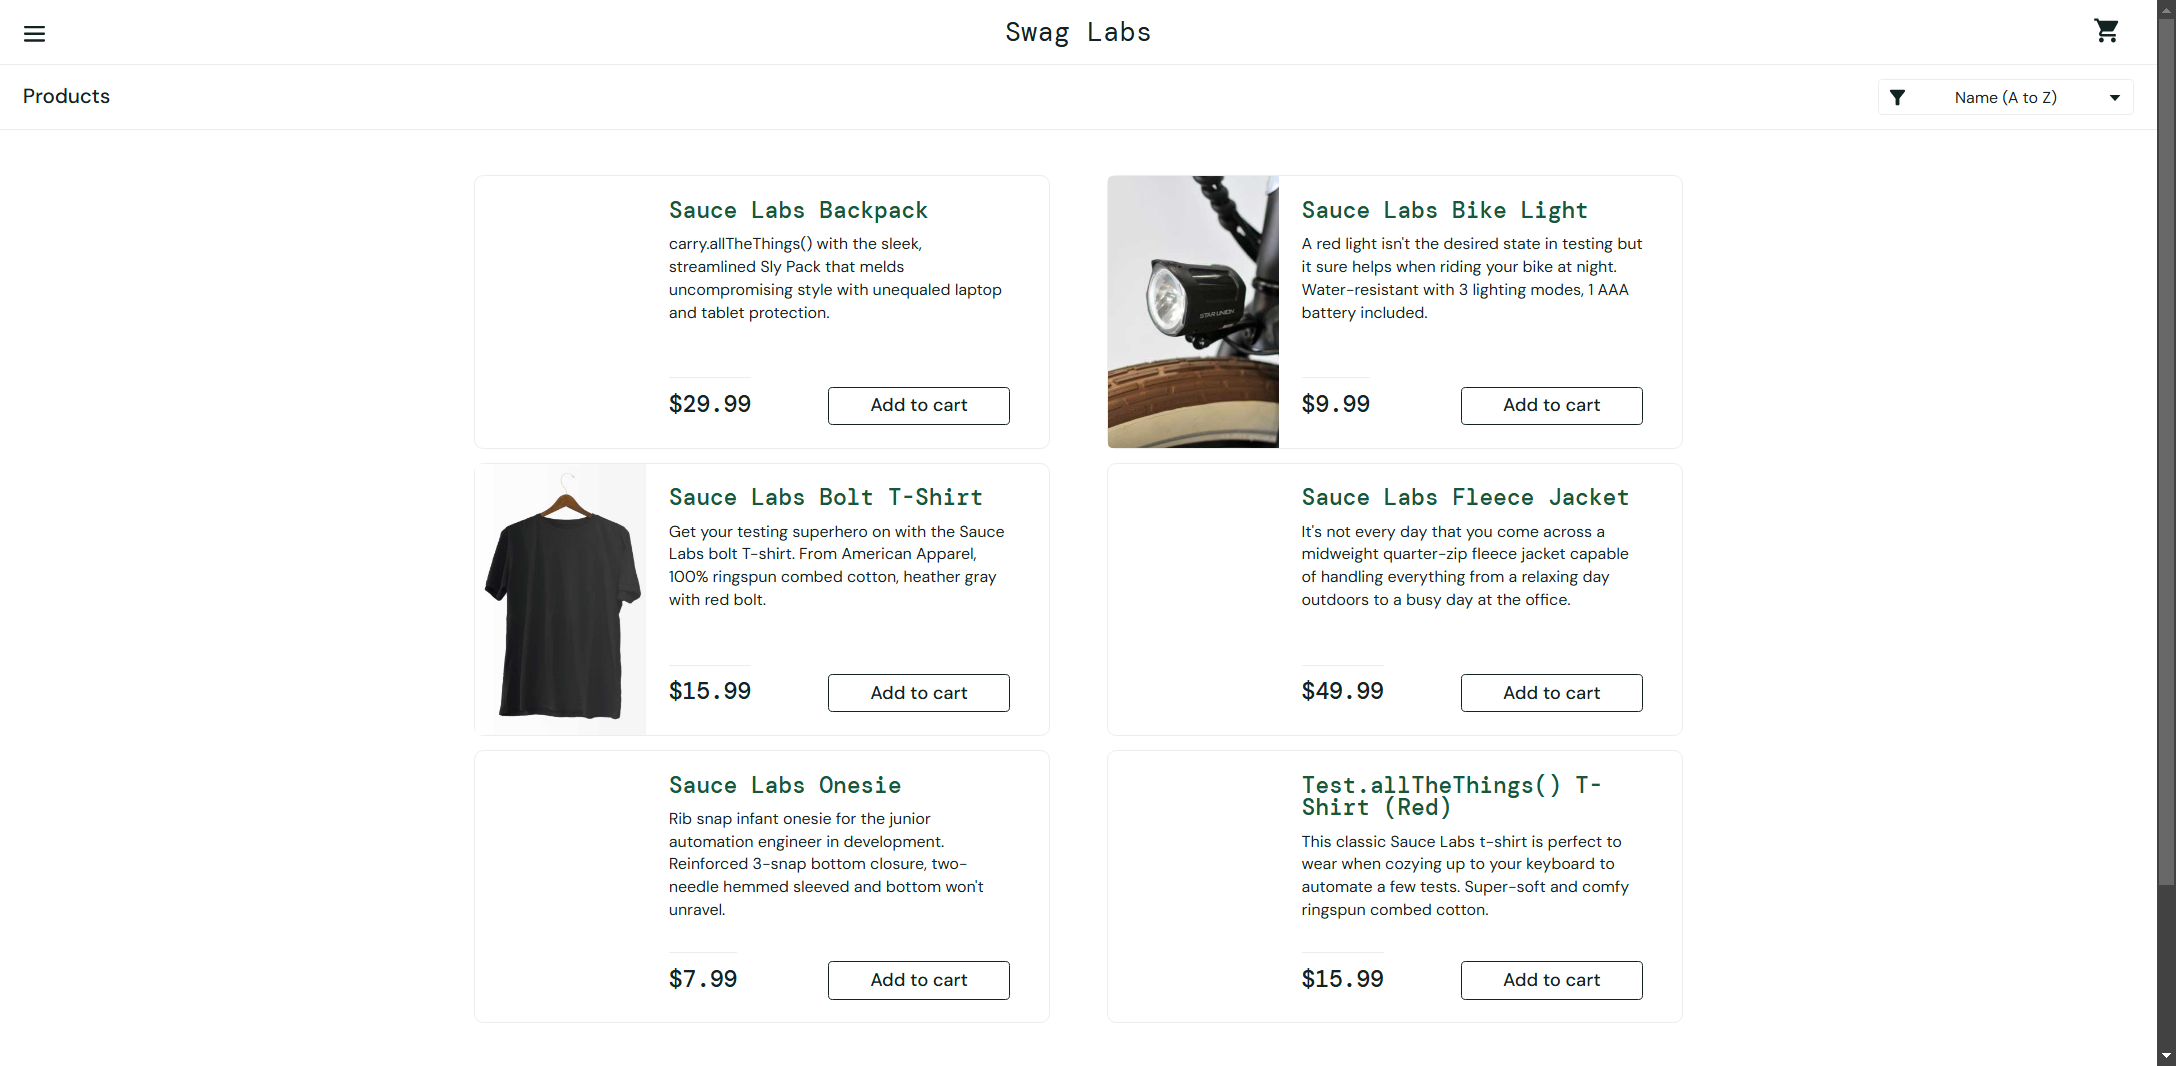 Swag Labs
Products
Name (A to Z)
Sauce Labs Backpack
carry.allTheThings() with the sleek,
streamlined Sly Pack that melds
uncompromising style with unequaled laptop
and tablet protection.
$29.99
Add to cart
STAR UNION
Sauce Labs Bike Light
A red light isn't the desired state in testing but
it sure helps when riding your bike at night.
Water-resistant with 3 lighting modes, 1 AAA
battery included.
$9.99
Add to cart
Sauce Labs Bolt T-Shirt
Get your testing superhero on with the Sauce
Labs bolt T-shirt. From American Apparel,
100% ringspun combed cotton, heather gray
with red bolt.
$15.99
Add to cart
Sauce Labs Fleece Jacket
It's not every day that you come across a
midweight quarter-zip fleece jacket capable
of handling everything from a relaxing day
outdoors to a busy day at the office.
$49.99
Add to cart
Sauce Labs Onesie
Rib snap infant onesie for the junior
automation engineer in development.
Reinforced 3-snap bottom closure, two-
needle hemmed sleeved and bottom won't
unravel.
$7.99
Add to cart
Test.allTheThings() T-
Shirt (Red)
This classic Sauce Labs t-shirt is perfect to
wear when cozying up to your keyboard to
automate a few tests. Super-soft and comfy
ringspun combed cotton.
$15.99
Add to cart